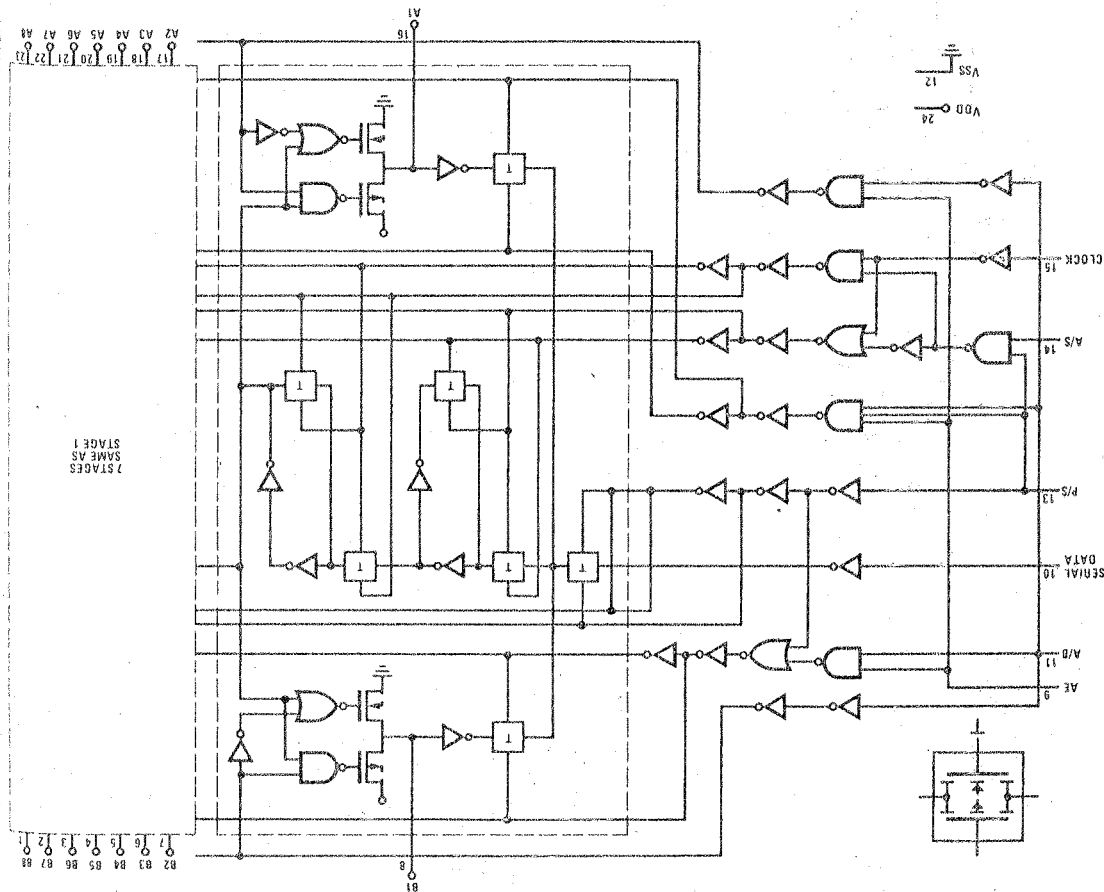 B1
8
B2 B3 B4 B5 B6 B7 B8
7 6 5 4 3 2 1
9
AE
T
11
A/B
10
SERIAL
DATA
T T T
13
P/S
7 STAGES
SAME AS
STAGE 1
T T
14
A/S
15
CLOCK
T
24
VDD
12
VSS
17 18 19 20 21 22 23
A2 A3 A4 A5 A6 A7 A8
16
A1